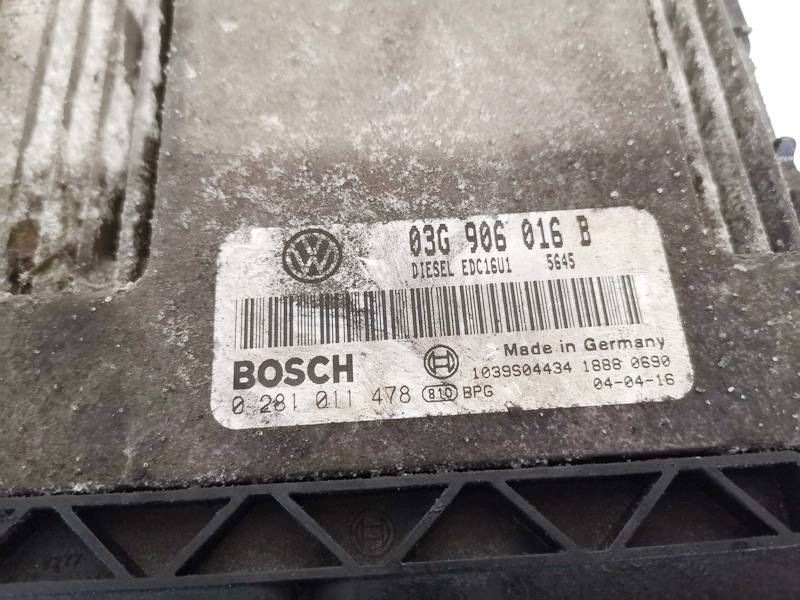 03G 906 016 B
DIESEL EDC16U1 5645
Made in Germany
BOSCH
1039S04434 1888 0690
0 281 011 478 810 BPG
04-04-16